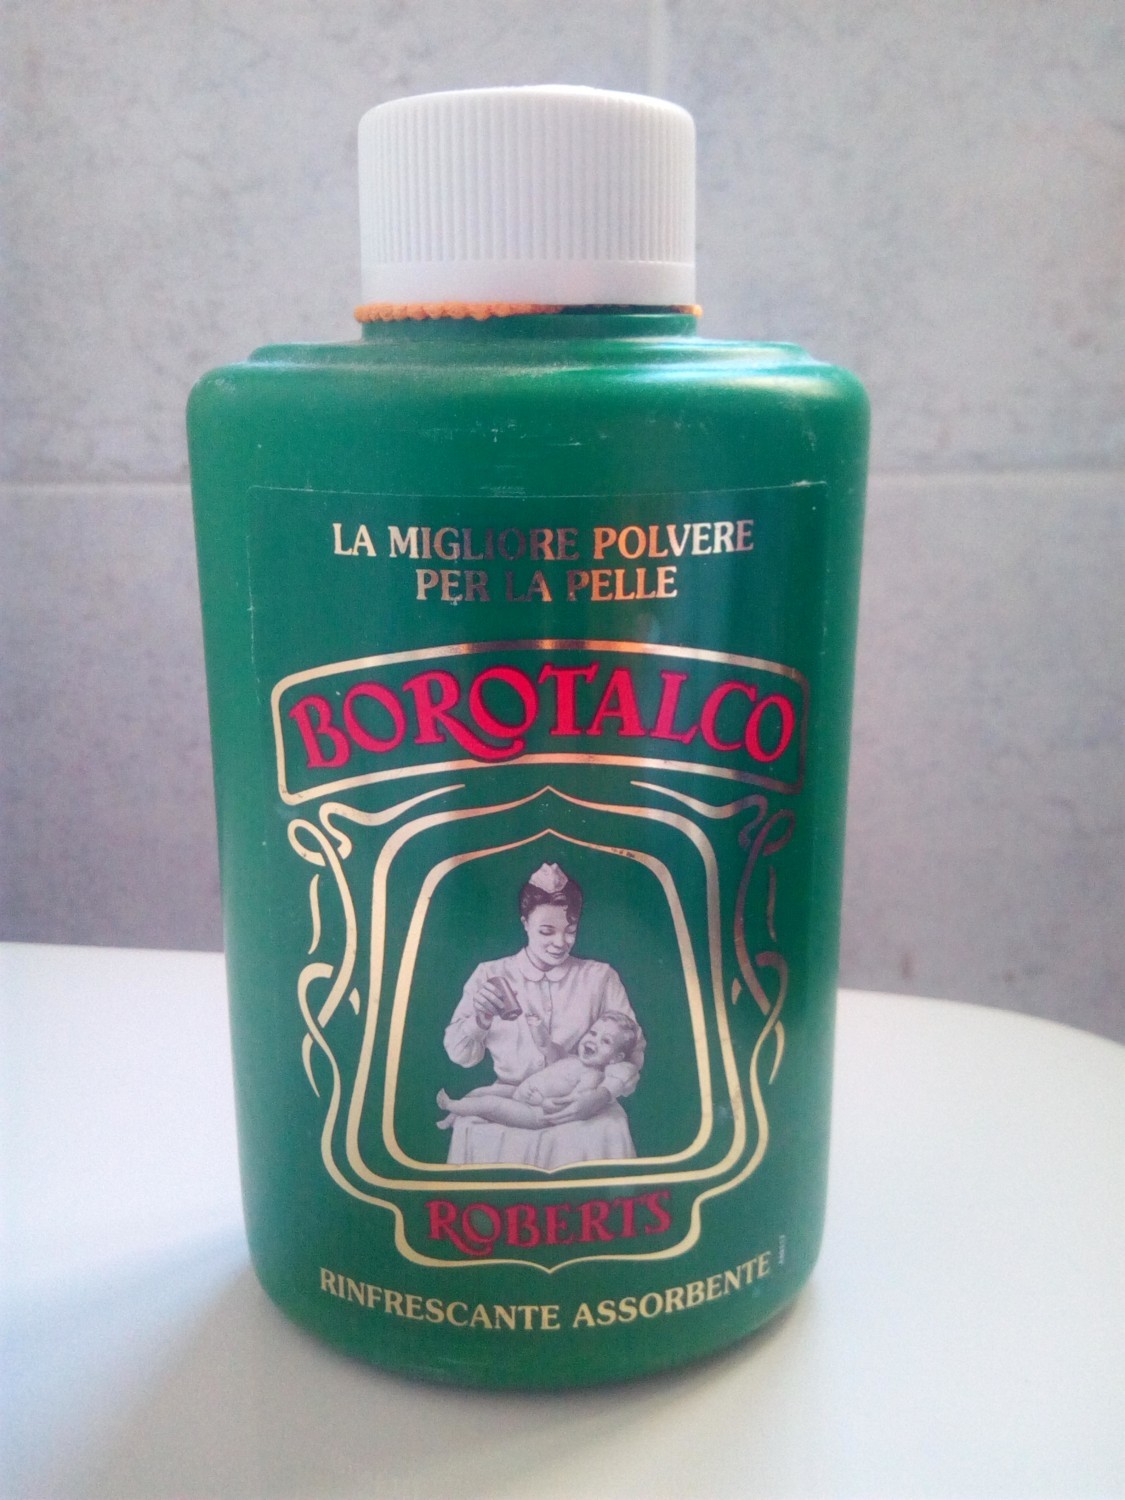 LA MIGLIORE POLVERE
PER LA PELLE
BOROTALCO
ROBERTS
RINFRESCANTE ASSORBENTE